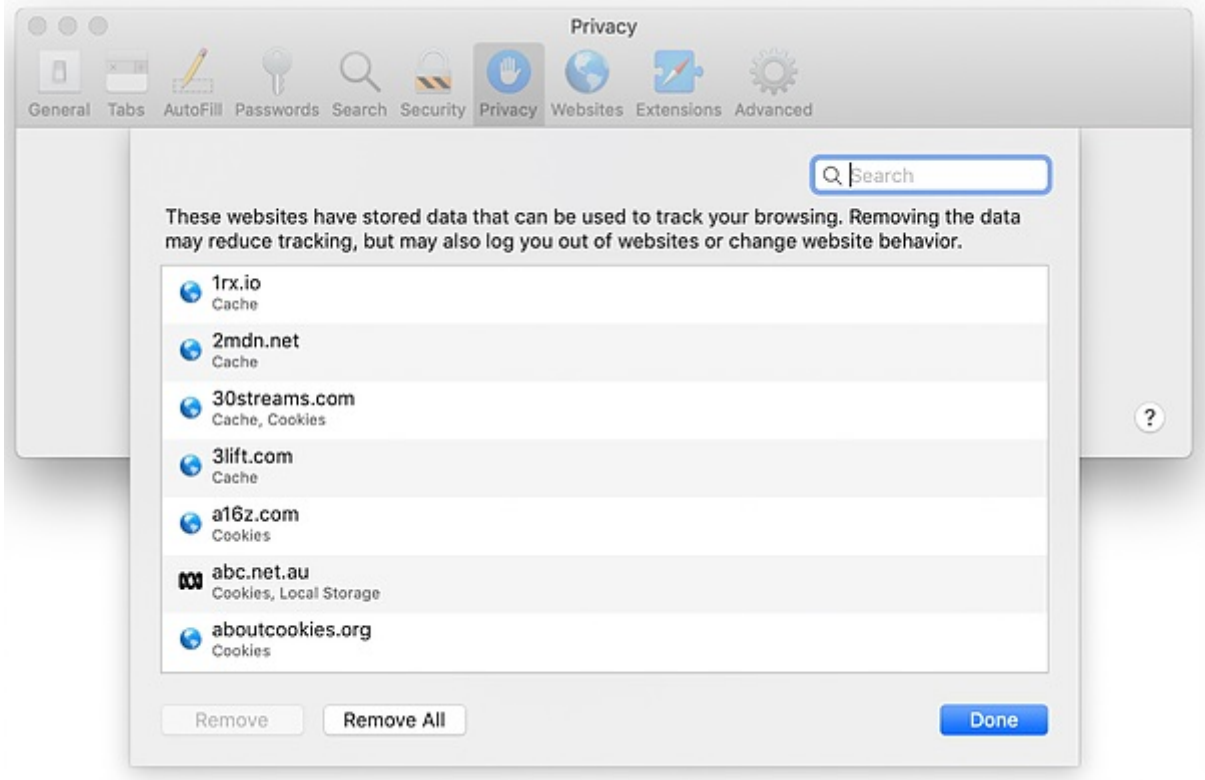 Privacy
General Tabs AutoFill Passwords Search Security Privacy Websites Extensions Advanced
Search
These websites have stored data that can be used to track your browsing. Removing the data
may reduce tracking, but may also log you out of websites or change website behavior.
1rx.io
Cache
2mdn.net
Cache
30streams.com
Cache, Cookies
3lift.com
Cache
a16z.com
Cookies
abc.net.au
Cookies, Local Storage
aboutcookies.org
Cookies
?
Remove Remove All Done